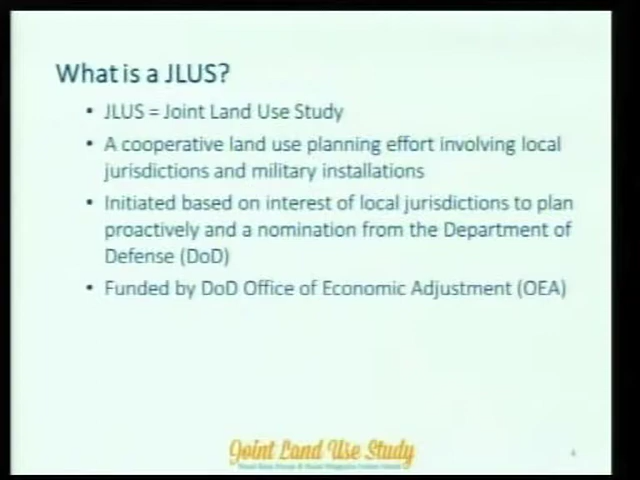 What is a JLUS?
• JLUS = Joint Land Use Study
• A cooperative land use planning effort involving local
jurisdictions and military installations
• Initiated based on interest of local jurisdictions to plan
proactively and a nomination from the Department of
Defense (DoD)
• Funded by DoD Office of Economic Adjustment (OEA)
Joint Land Use Study